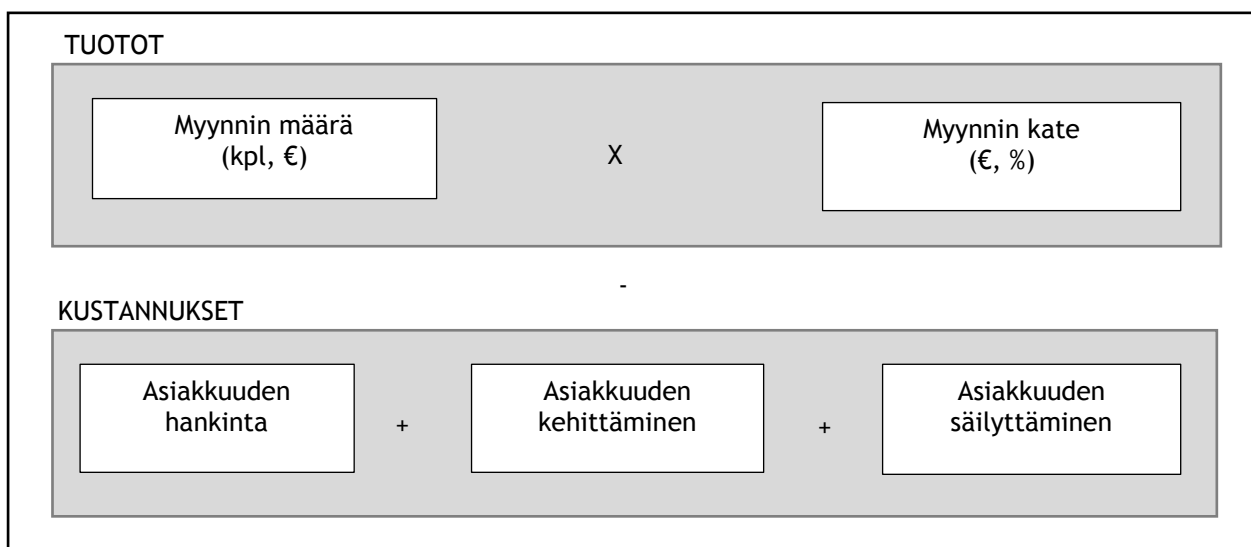 TUOTOT
Myynnin määrä
(kpl, €)
X
Myynnin kate
(€, %)
-
KUSTANNUKSET
Asiakkuuden
hankinta
+
Asiakkuuden
kehittäminen
+
Asiakkuuden
säilyttäminen